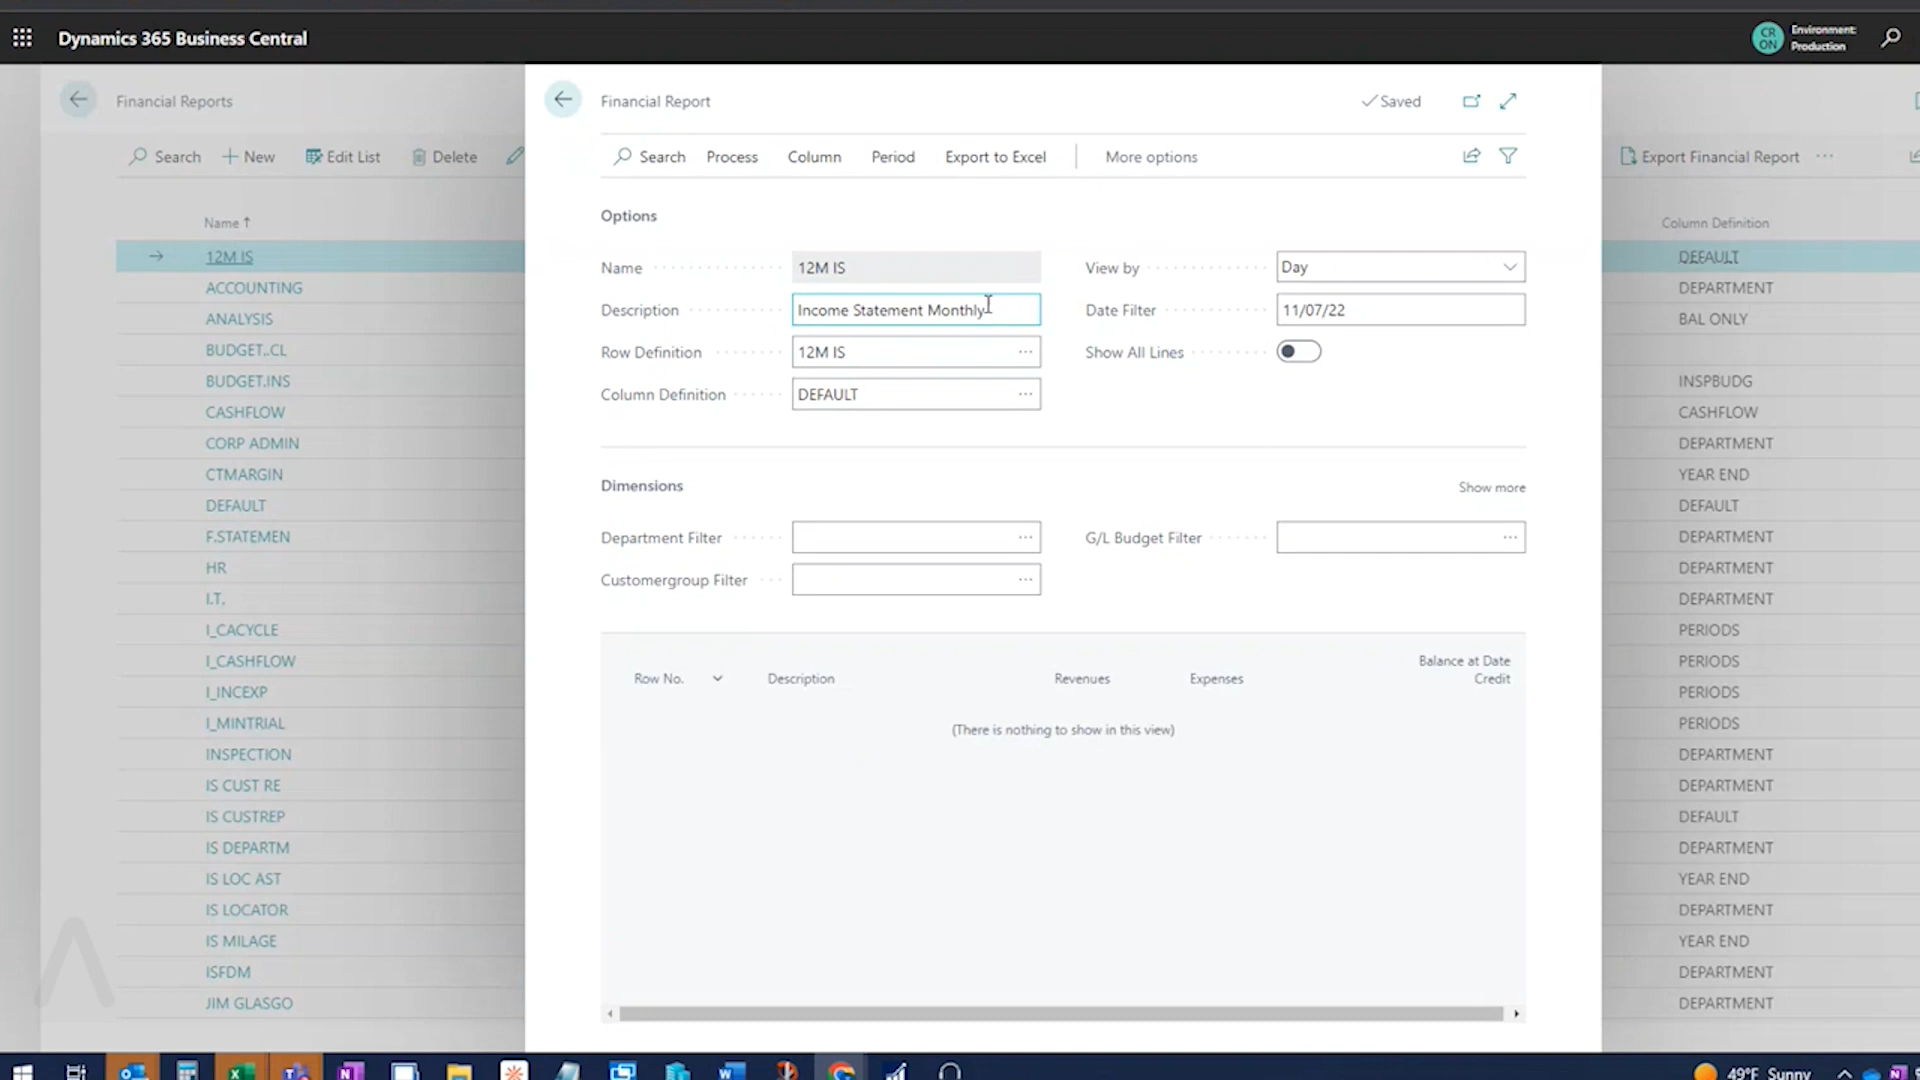 Dynamics 365 Business Central
CR
ON
Environment:
Production
Financial Reports
Search
New
Edit List
Delete
Name ↑
12M IS
ACCOUNTING
ANALYSIS
BUDGET..CL
BUDGET.INS
CASHFLOW
CORP ADMIN
CTMARGIN
DEFAULT
F.STATEMEN
HR
I.T.
I_CACYCLE
I_CASHFLOW
I_INCEXP
I_MINTRIAL
INSPECTION
IS CUST RE
IS CUSTREP
IS DEPARTM
IS LOC AST
IS LOCATOR
IS MILAGE
ISFDM
JIM GLASGO
Financial Report
Saved
Search
Process
Column
Period
Export to Excel
More options
Options
Name
12M IS
Description
Income Statement Monthly
Row Definition
12M IS
Column Definition
DEFAULT
View by
Day
Date Filter
11/07/22
Show All Lines
Dimensions
Show more
Department Filter
Customergroup Filter
G/L Budget Filter
Row No.
Description
Revenues
Expenses
Balance at Date
Credit
(There is nothing to show in this view)
Export Financial Report
Column Definition
DEFAULT
DEPARTMENT
BAL ONLY
INSPBUDG
CASHFLOW
DEPARTMENT
YEAR END
DEFAULT
DEPARTMENT
DEPARTMENT
DEPARTMENT
PERIODS
PERIODS
PERIODS
PERIODS
DEPARTMENT
DEPARTMENT
DEFAULT
DEPARTMENT
YEAR END
DEPARTMENT
YEAR END
DEPARTMENT
DEPARTMENT
49°F Sunny